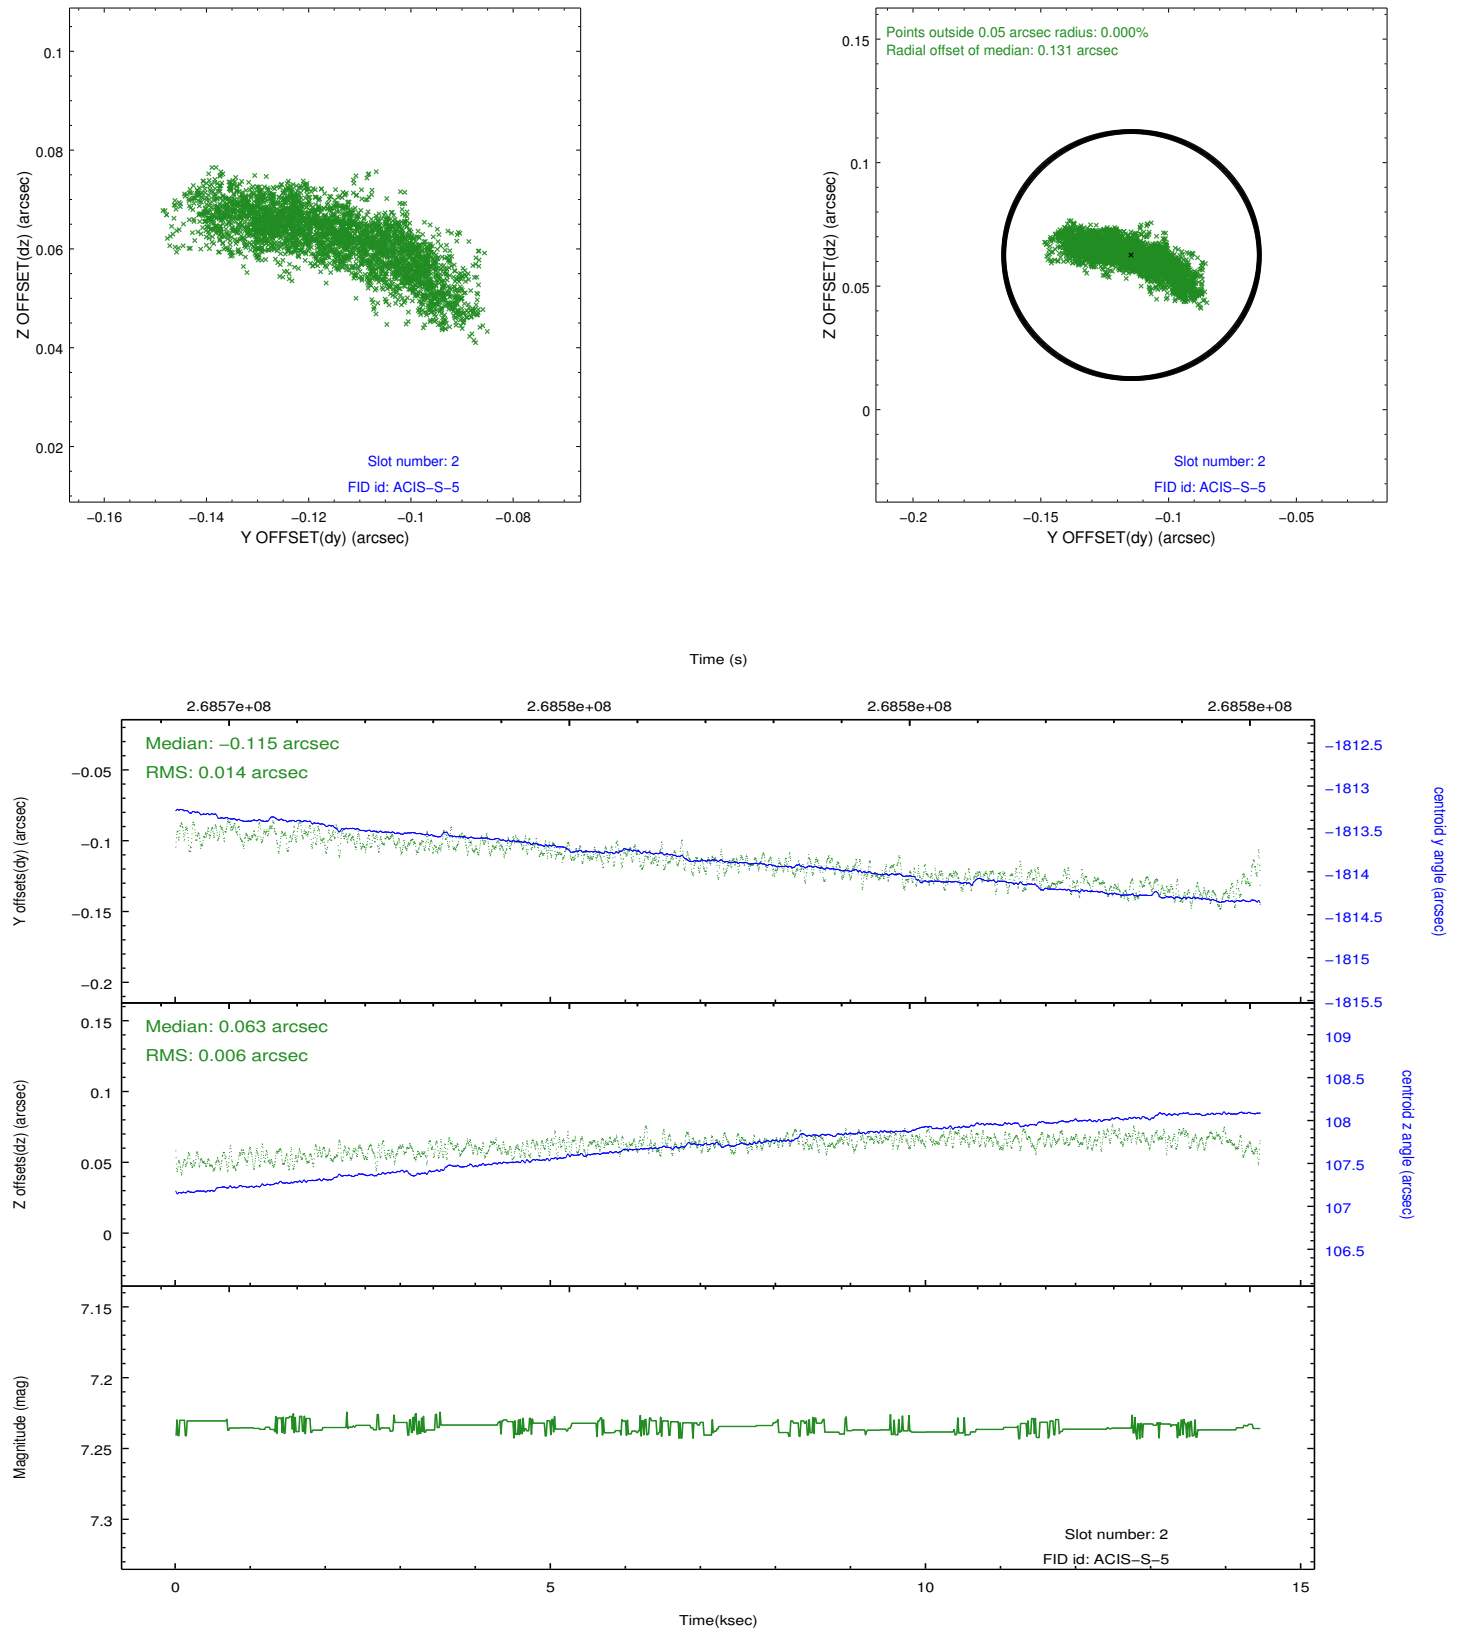 0.1
0.08
0.06
0.04
0.02
Z OFFSET(dz) (arcsec)
Slot number: 2
FID id: ACIS−S−5
−0.16 −0.14 −0.12 −0.1 −0.08
Y OFFSET(dy) (arcsec)
Points outside 0.05 arcsec radius: 0.000%
Radial offset of median: 0.131 arcsec
0.15
0.1
0.05
0
Z OFFSET(dz) (arcsec)
Slot number: 2
FID id: ACIS−S−5
−0.2 −0.15 −0.1 −0.05
Y OFFSET(dy) (arcsec)
Time (s)
2.6857e+08 2.6858e+08 2.6858e+08 2.6858e+08
Median: −0.115 arcsec
RMS: 0.014 arcsec
−0.05
−0.1
−0.15
−0.2
Y offsets(dy) (arcsec)
−1812.5
−1813
−1813.5
−1814
−1814.5
−1815
−1815.5
centroid y angle (arcsec)
Median: 0.063 arcsec
RMS: 0.006 arcsec
0.15
0.1
0.05
0
Z offsets(dz) (arcsec)
109
108.5
108
107.5
107
106.5
centroid z angle (arcsec)
7.15
7.2
7.25
7.3
Magnitude (mag)
Slot number: 2
FID id: ACIS−S−5
0 5 10 15
Time(ksec)